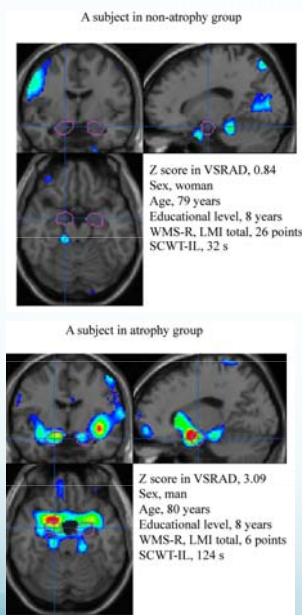 A subject in non-atrophy group
Z score in VSRAD, 0.84
Sex, woman
Age, 79 years
Educational level, 8 years
WMS-R, LMI total, 26 points
SCWT-IL, 32 s
A subject in atrophy group
Z score in VSRAD, 3.09
Sex, man
Age, 80 years
Educational level, 8 years
WMS-R, LMI total, 6 points
SCWT-IL, 124 s